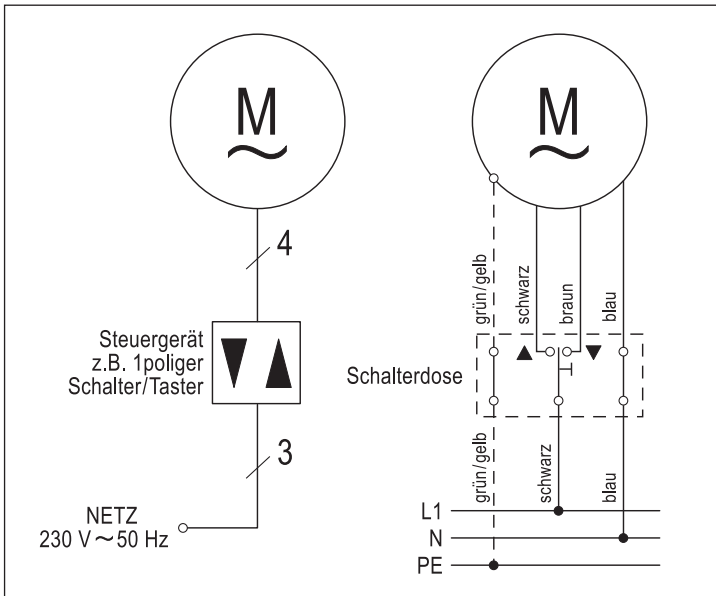 M
4
Steuergerät
z.B. 1poliger
Schalter/Taster
3
NETZ
230 V~50 Hz
M
grün/gelb
schwarz
braun
blau
Schalterdose
grün/gelb
schwarz
blau
L1
N
PE